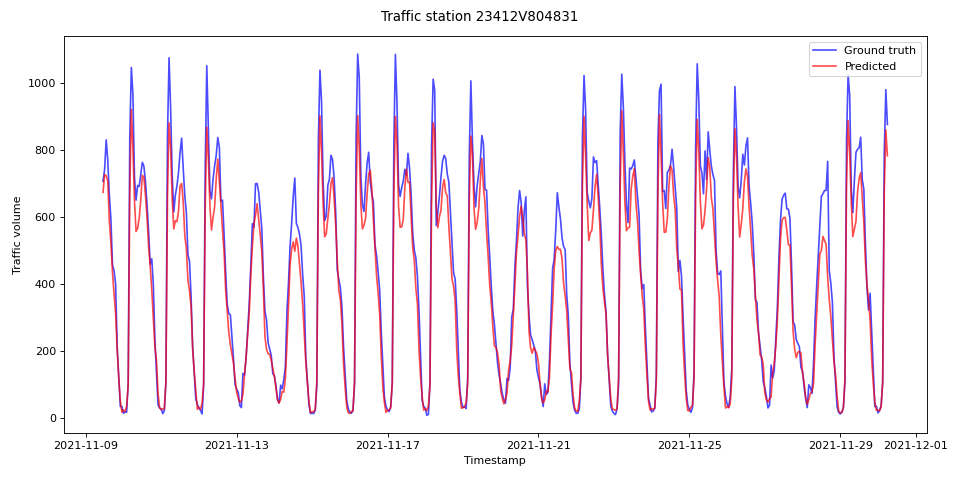 Traffic station 23412V804831
Ground truth
Predicted
Traffic volume
1000
800
600
400
200
0
2021-11-09
2021-11-13
2021-11-17
2021-11-21
2021-11-25
2021-11-29
2021-12-01
Timestamp